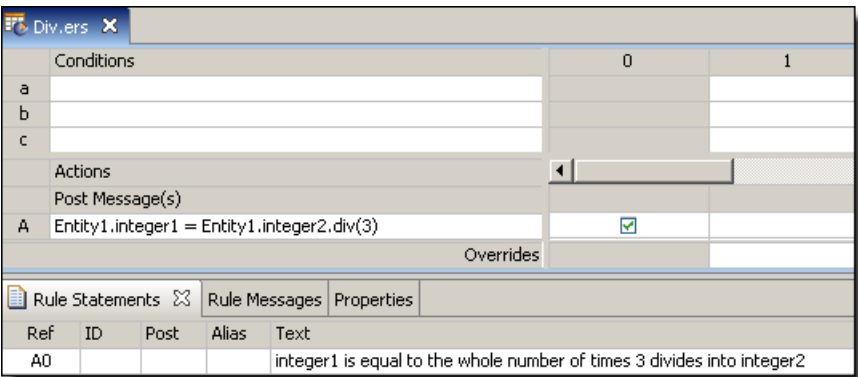 Div.ers
Conditions 0 1
a
b
c
Actions
Post Message(s)
A Entity1.integer1 = Entity1.integer2.div(3)
Overrides
Rule Statements Rule Messages Properties
Ref ID Post Alias Text
A0 integer1 is equal to the whole number of times 3 divides into integer2